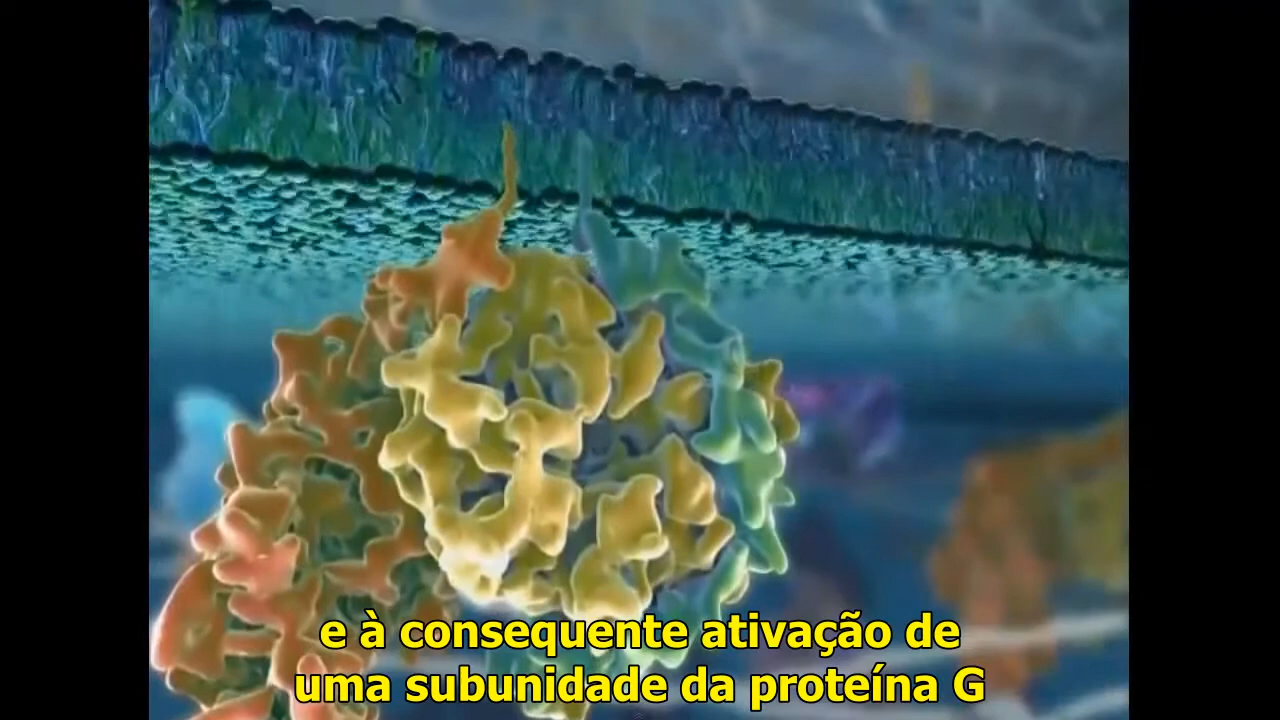 e à consequente ativação de
uma subunidade da proteína G